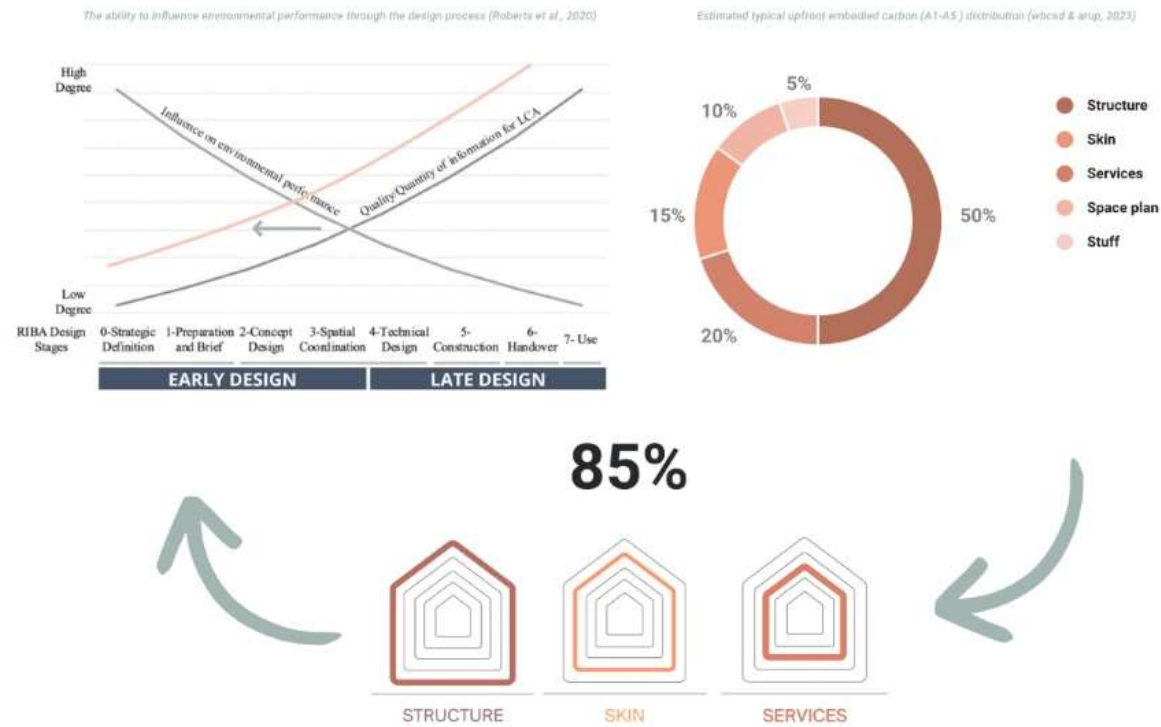 The ability to influence environmental performance through the design process (Roberts et al., 2020)
Estimated typical upfront embodied carbon (A1-A5 ) distribution (wbcsd & arup, 2023)
High
Degree
Influence on environmental performance
Quality/Quantity of information for LCA
Low
Degree
RIBA Design
Stages
0-Strategic
Definition
1-Preparation
and Brief
2-Concept
Design
3-Spatial
Coordination
4-Technical
Design
5-
Construction
6-
Handover
7- Use
EARLY DESIGN
LATE DESIGN
5%
10%
15%
20%
50%
Structure
Skin
Services
Space plan
Stuff
85%
STRUCTURE
SKIN
SERVICES